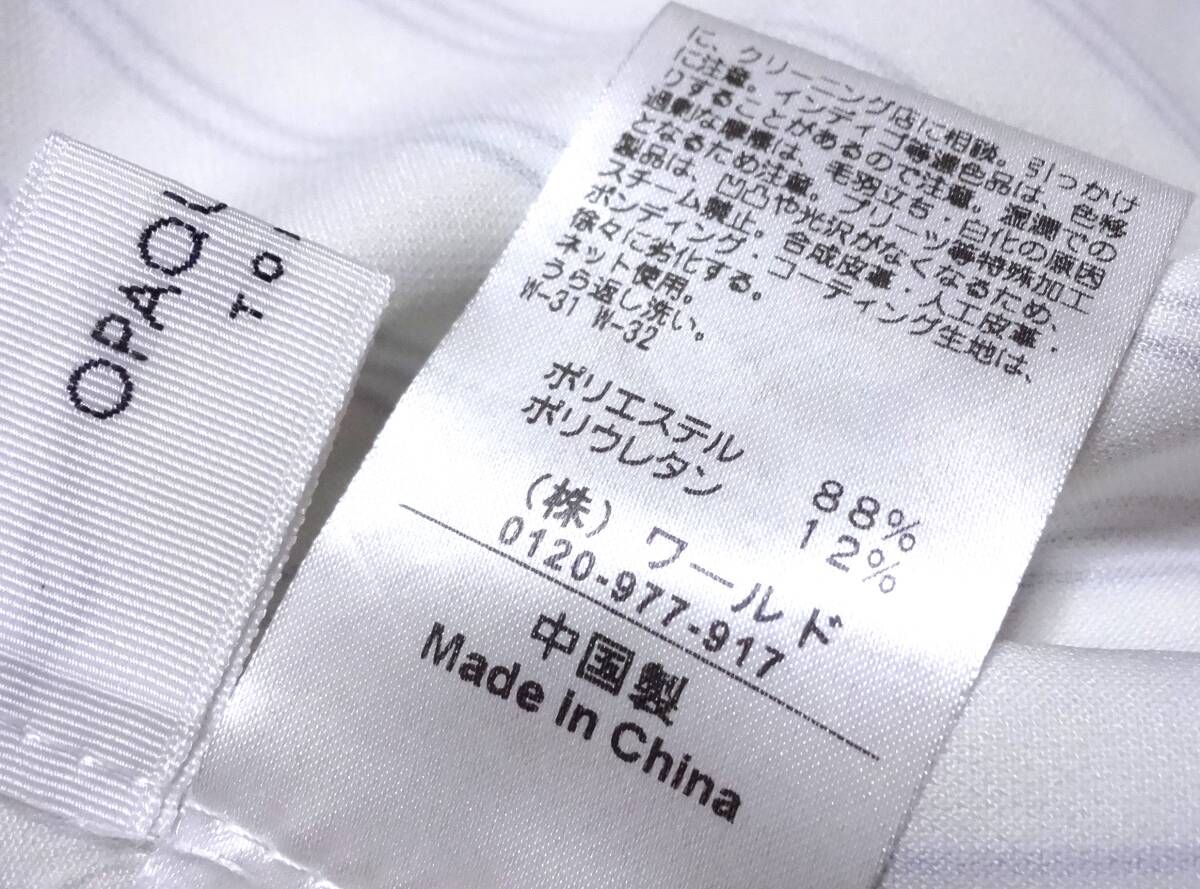 OPAQU
TO
に、クリーニング店に相談。引っかけ
に注意。インディゴ等濃色品は、色移
りすることがあるので注意。湿潤での
過剰な摩擦は、毛羽立ち・白化の原因
となるため注意。プリーツ等特殊加工
製品は、凹凸や光沢がなくなるため、
スチーム禁止。合成皮革・人工皮革・
ボンディング・コーティング生地は、
徐々に劣化する。
ネット使用。
うら返し洗い。
W-31 W-32
ポリエステル 88%
ポリウレタン 12%
(株) ワールド
0120-977-917
中国製
Made in China